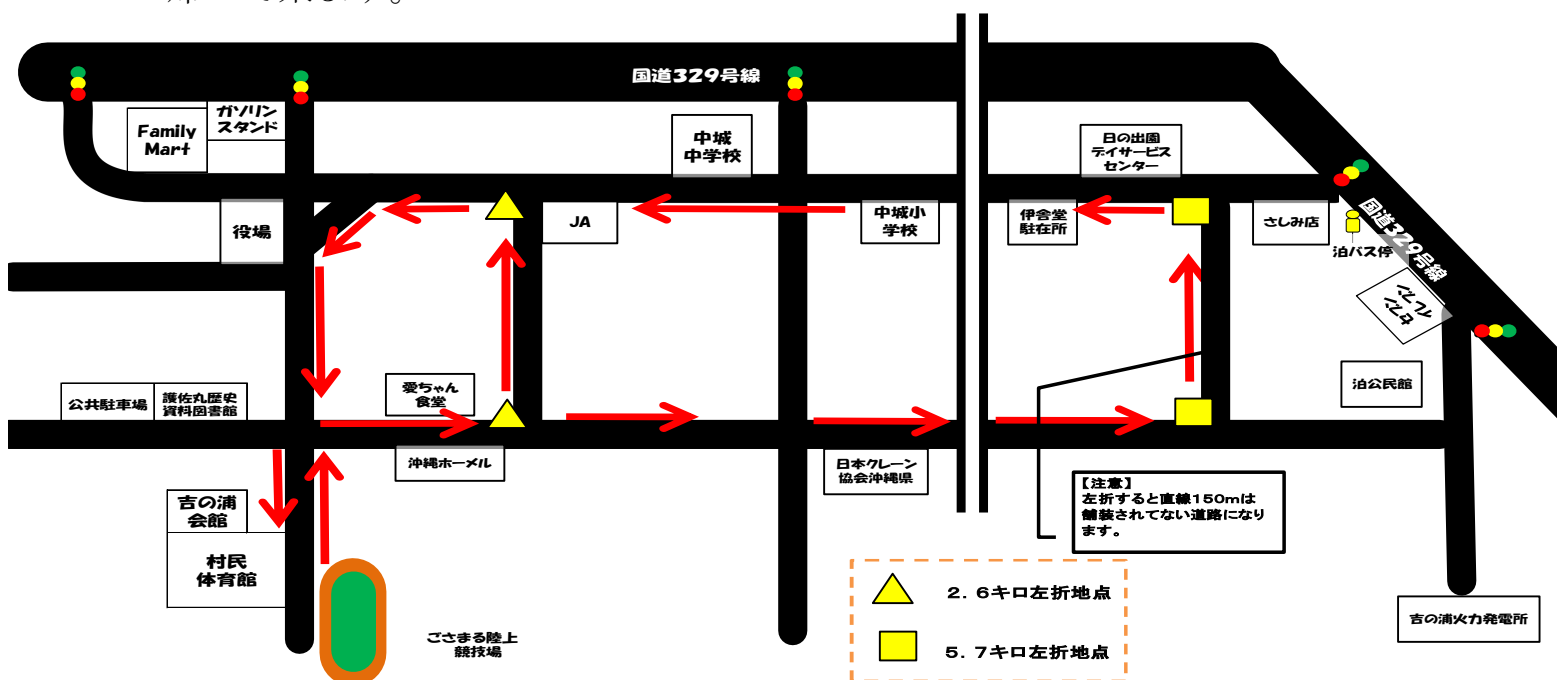 国道329号線
ガソリン
スタンド
Family
Mart
中城
中学校
日の出園
デイサービス
センター
役場
JA
中城小
学校
伊舎堂
駐在所
さしみ店
泊バス停
国道329号線
セブン
イレブン
公共駐車場
護佐丸歴史
資料図書館
愛ちゃん
食堂
泊公民館
沖縄ホーメル
日本クレーン
協会沖縄県
【注意】
左折すると直線150mは
舗装されてない道路になり
ます。
吉の浦
会館
村民
体育館
ごさまる陸上
競技場
2.6キロ左折地点
5.7キロ左折地点
吉の浦火力発電所